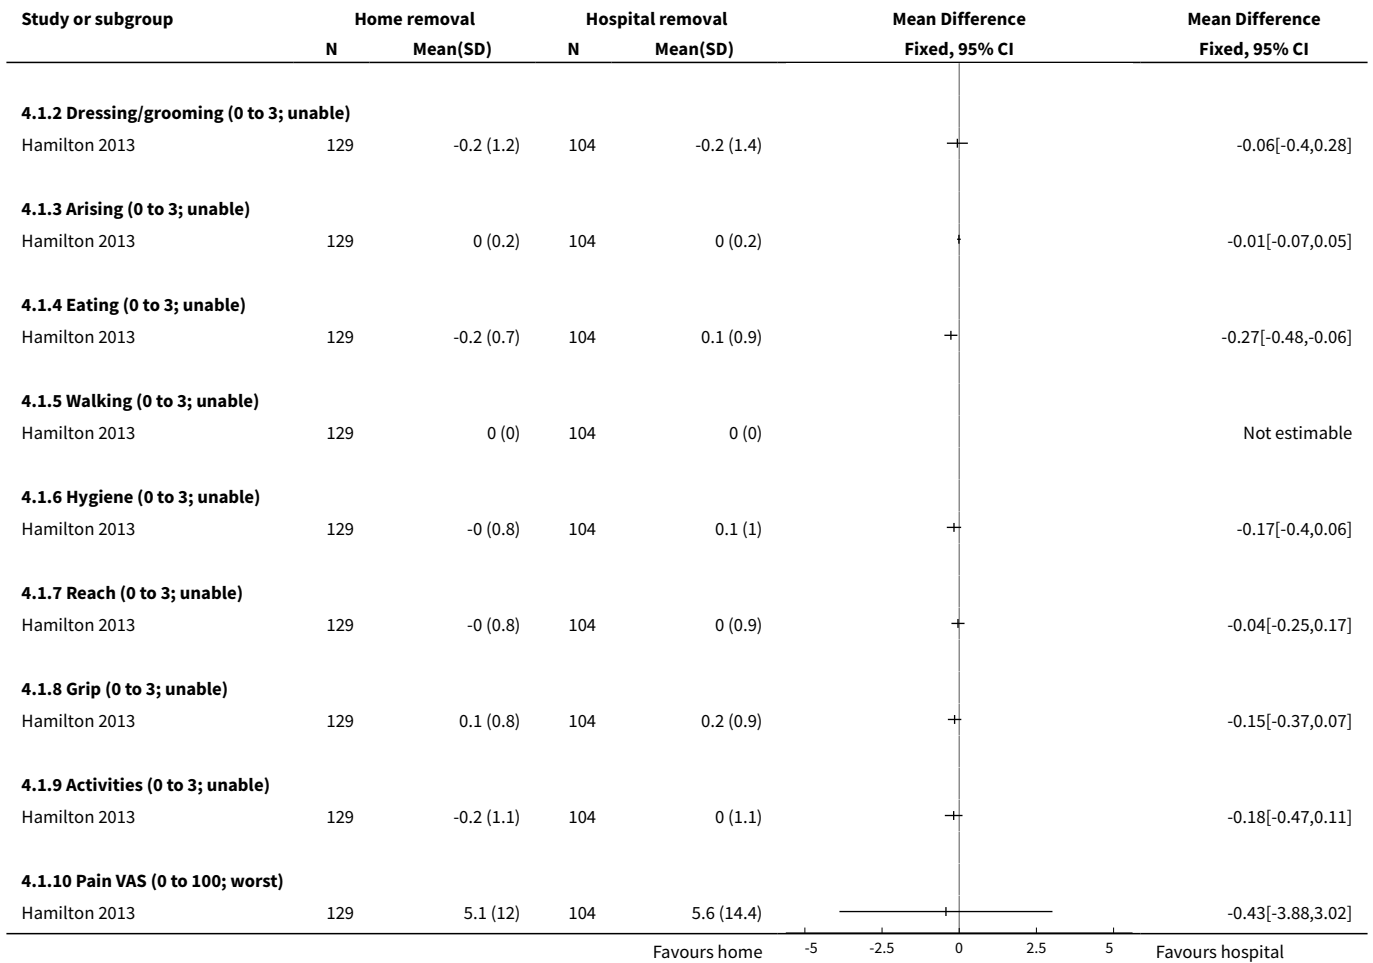 Study or subgroup Home removal Hospital removal Mean Difference Mean Difference
N Mean(SD) N Mean(SD) Fixed, 95% CI Fixed, 95% CI
4.1.2 Dressing/grooming (0 to 3; unable)
Hamilton 2013 129 -0.2 (1.2) 104 -0.2 (1.4) -0.06[-0.4,0.28]
4.1.3 Arising (0 to 3; unable)
Hamilton 2013 129 0 (0.2) 104 0 (0.2) -0.01[-0.07,0.05]
4.1.4 Eating (0 to 3; unable)
Hamilton 2013 129 -0.2 (0.7) 104 0.1 (0.9) -0.27[-0.48,-0.06]
4.1.5 Walking (0 to 3; unable)
Hamilton 2013 129 0 (0) 104 0 (0) Not estimable
4.1.6 Hygiene (0 to 3; unable)
Hamilton 2013 129 -0 (0.8) 104 0.1 (1) -0.17[-0.4,0.06]
4.1.7 Reach (0 to 3; unable)
Hamilton 2013 129 -0 (0.8) 104 0 (0.9) -0.04[-0.25,0.17]
4.1.8 Grip (0 to 3; unable)
Hamilton 2013 129 0.1 (0.8) 104 0.2 (0.9) -0.15[-0.37,0.07]
4.1.9 Activities (0 to 3; unable)
Hamilton 2013 129 -0.2 (1.1) 104 0 (1.1) -0.18[-0.47,0.11]
4.1.10 Pain VAS (0 to 100; worst)
Hamilton 2013 129 5.1 (12) 104 5.6 (14.4) -0.43[-3.88,3.02]
Favours home -5 -2.5 0 2.5 5 Favours hospital